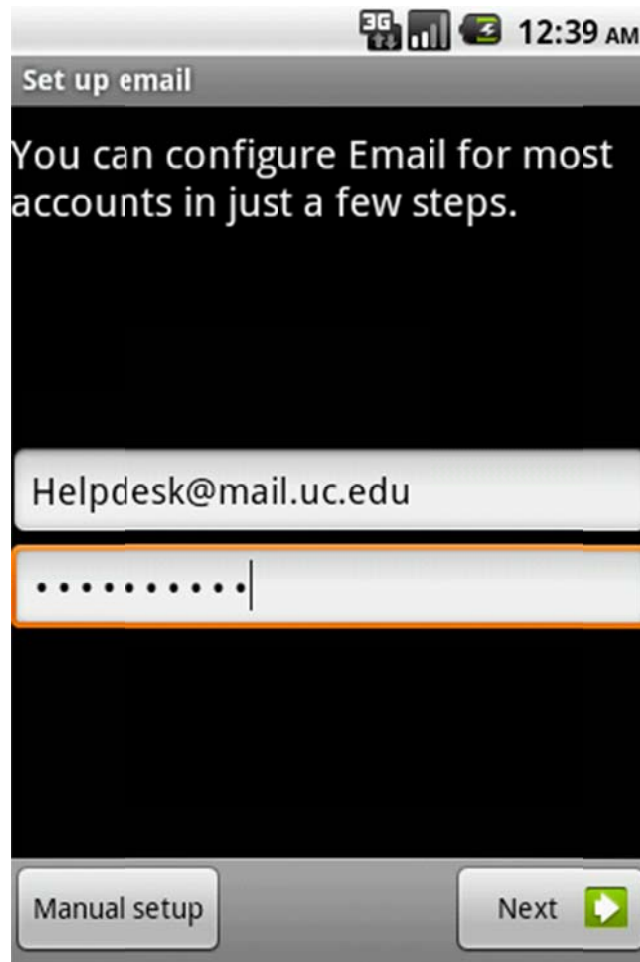 3G 12:39 AM
Set up email
You can configure Email for most
accounts in just a few steps.
Helpdesk@mail.uc.edu
••••••••••
Manual setup
Next